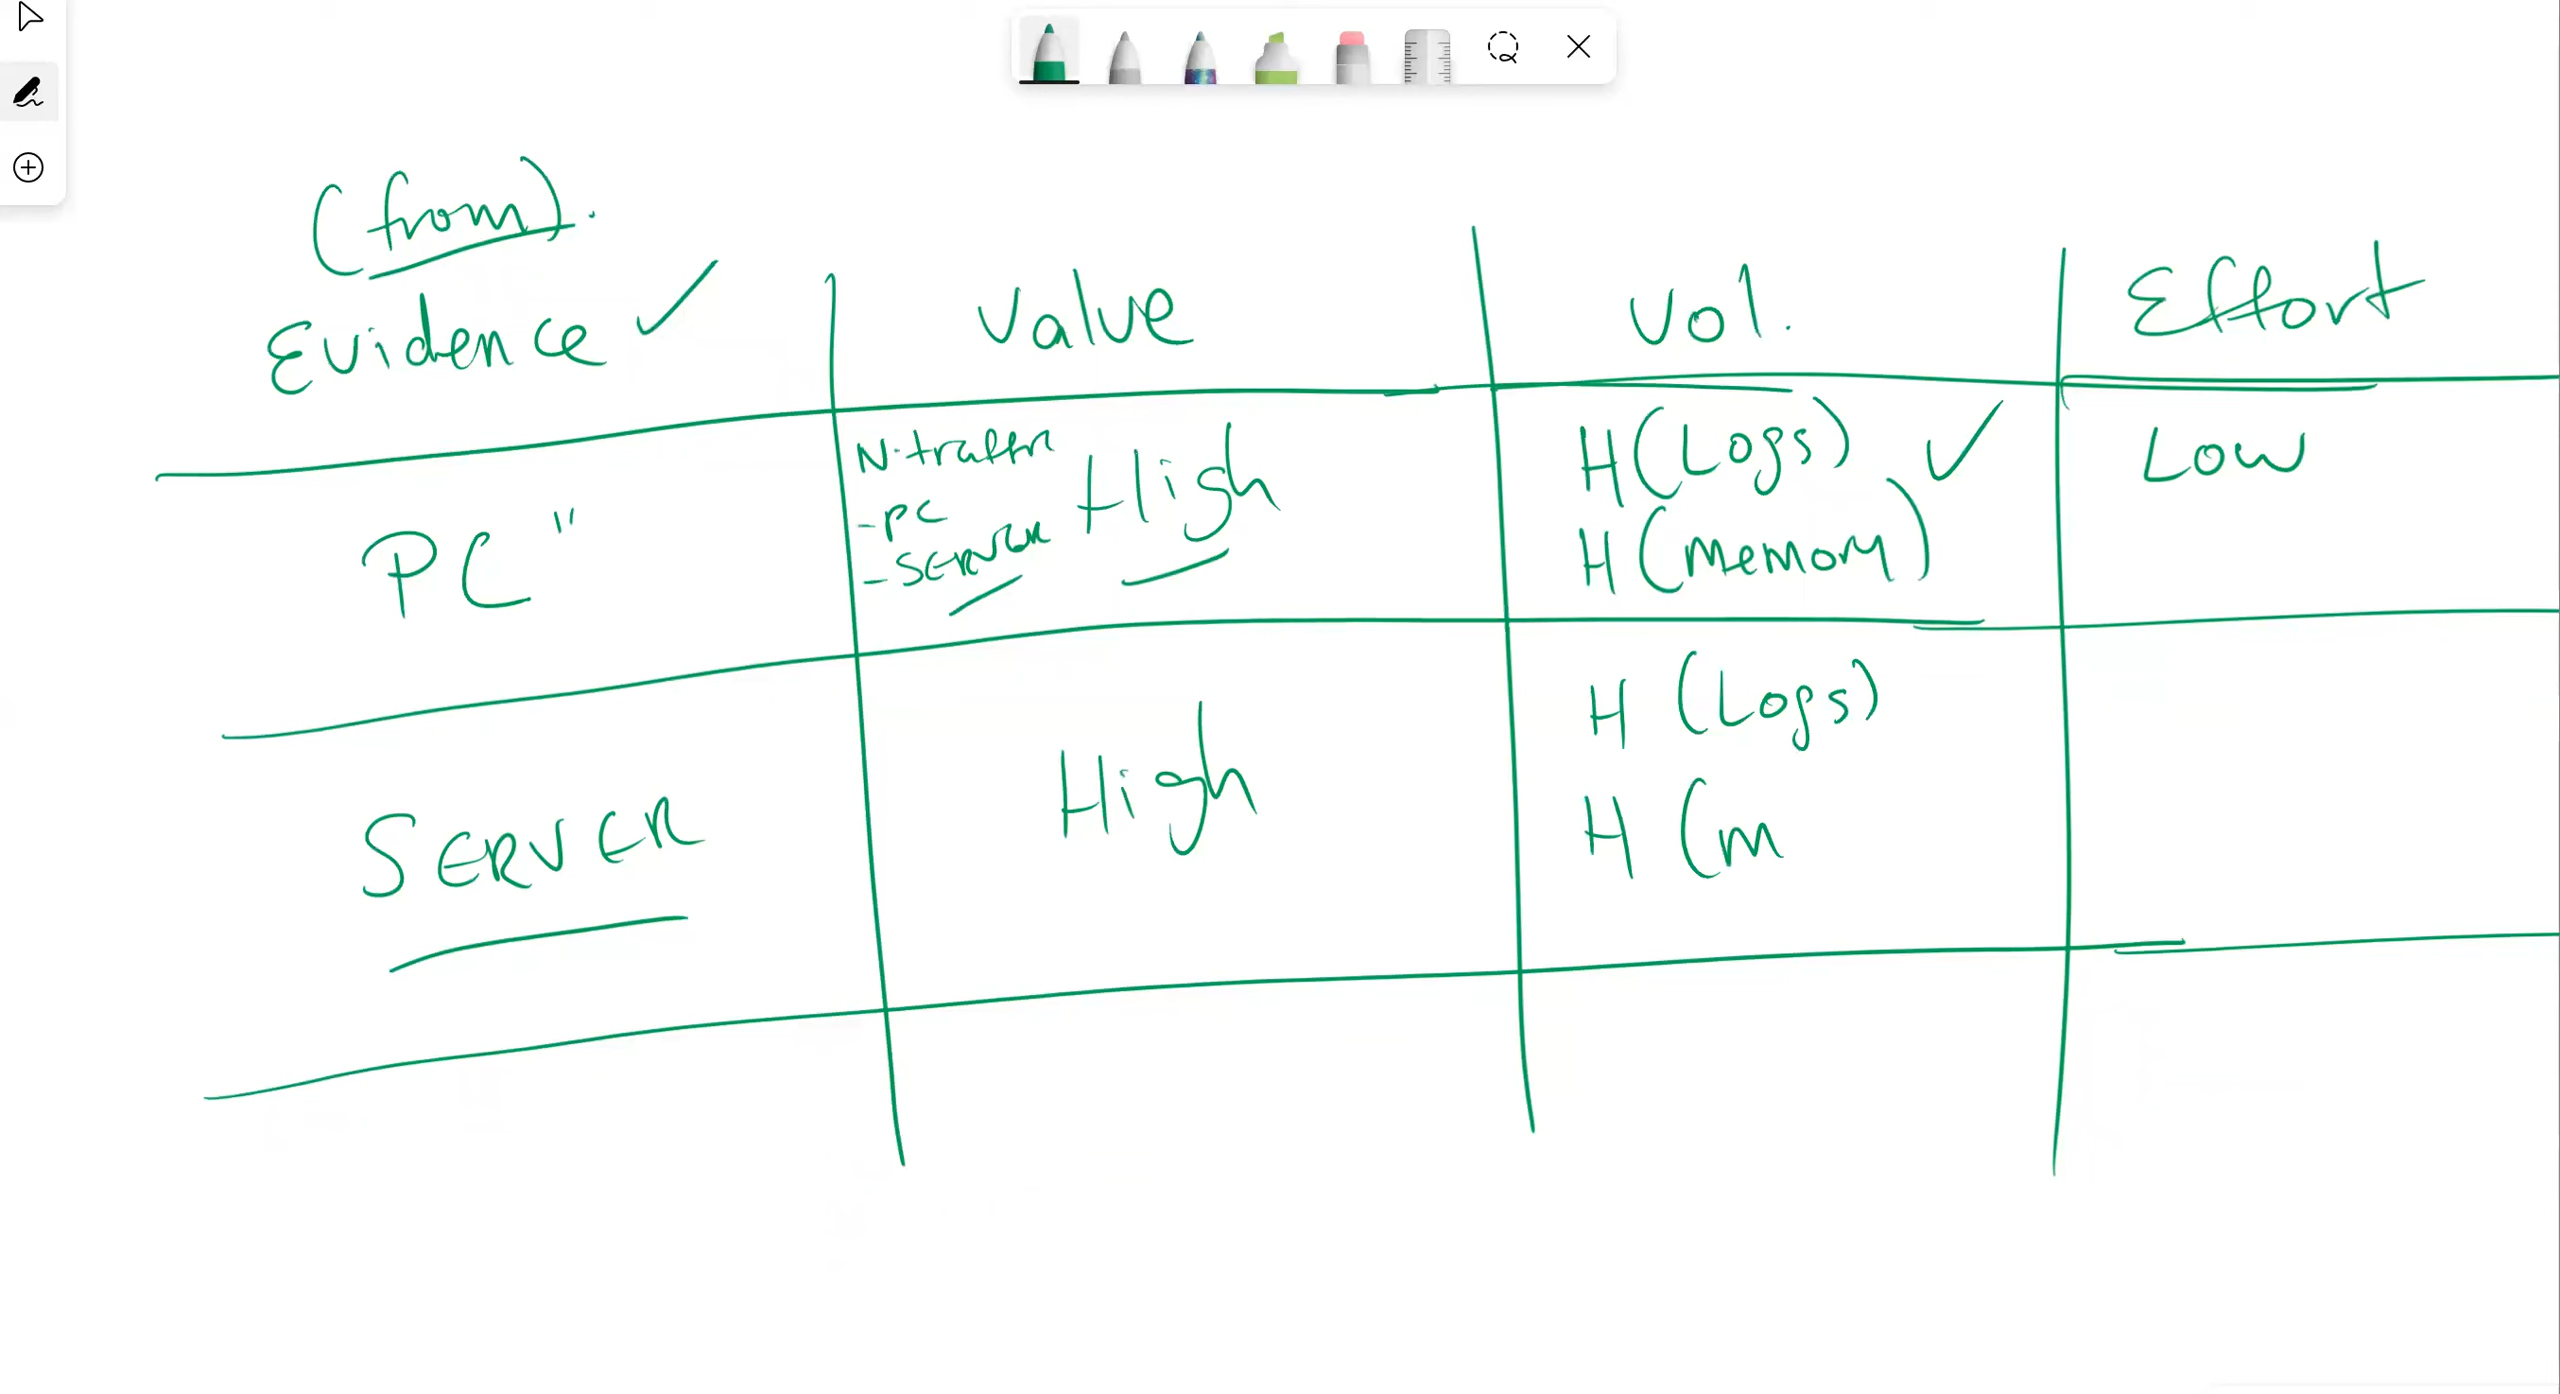 (from).
Evidence ✓ Value Vol. Effort
PC " N.traffic High H(Logs) ✓ Low
-PC H(memory)
-SERVER
SERVER High H (Logs)
H (m